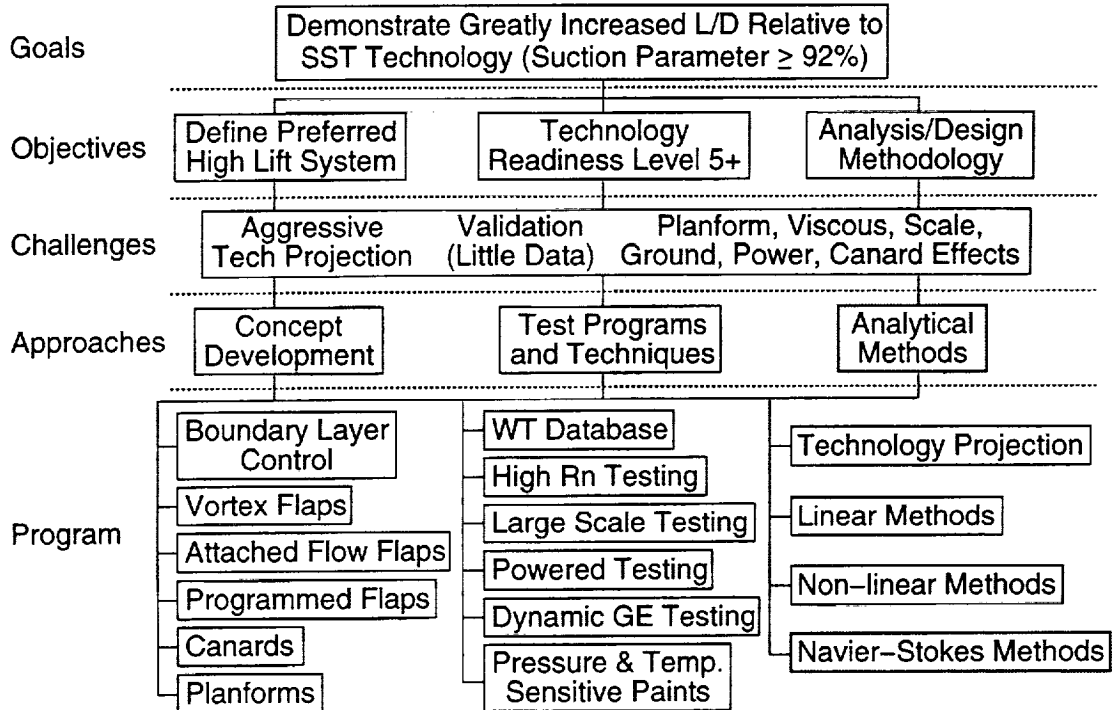 Goals
Demonstrate Greatly Increased L/D Relative to
SST Technology (Suction Parameter ≥ 92%)
Objectives
Define Preferred
High Lift System
Technology
Readiness Level 5+
Analysis/Design
Methodology
Challenges
Aggressive
Tech Projection
Validation
(Little Data)
Planform, Viscous, Scale,
Ground, Power, Canard Effects
Approaches
Concept
Development
Test Programs
and Techniques
Analytical
Methods
Program
Boundary Layer
Control
Vortex Flaps
Attached Flow Flaps
Programmed Flaps
Canards
Planforms
WT Database
High Rn Testing
Large Scale Testing
Powered Testing
Dynamic GE Testing
Pressure & Temp.
Sensitive Paints
Technology Projection
Linear Methods
Non–linear Methods
Navier–Stokes Methods